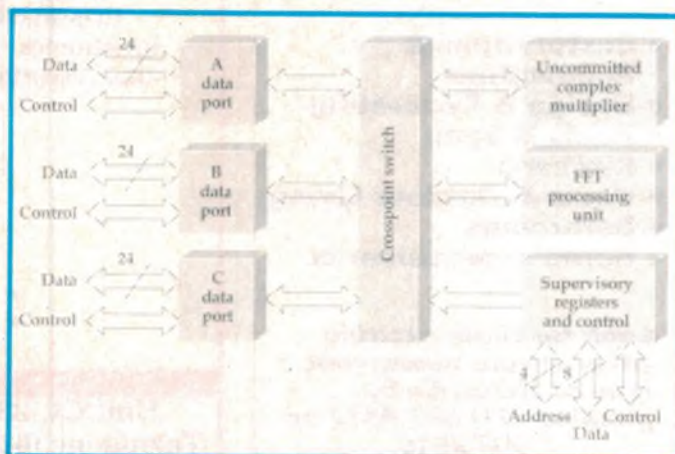 24
Data
Control
A
data
port
24
Data
Control
B
data
port
24
Data
Control
C
data
port
Crosspoint switch
Uncommitted
complex
multiplier
FFT
processing
unit
Supervisory
registers
and control
4 8
Address Control
Data